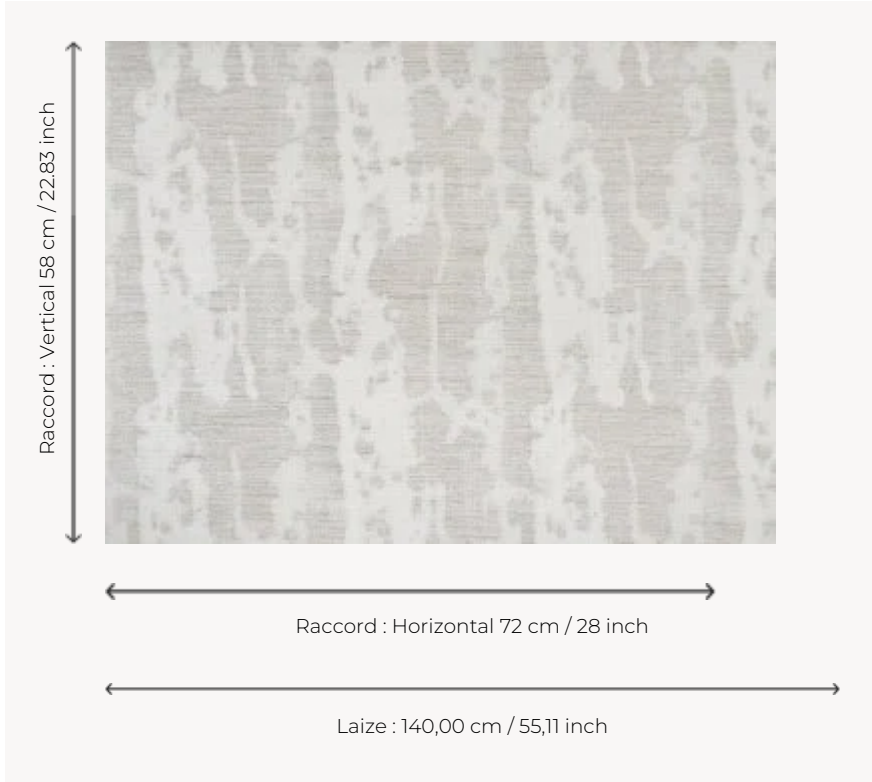 Raccord : Vertical 58 cm / 22.83 inch
Raccord : Horizontal 72 cm / 28 inch
Laize : 140,00 cm / 55,11 inch